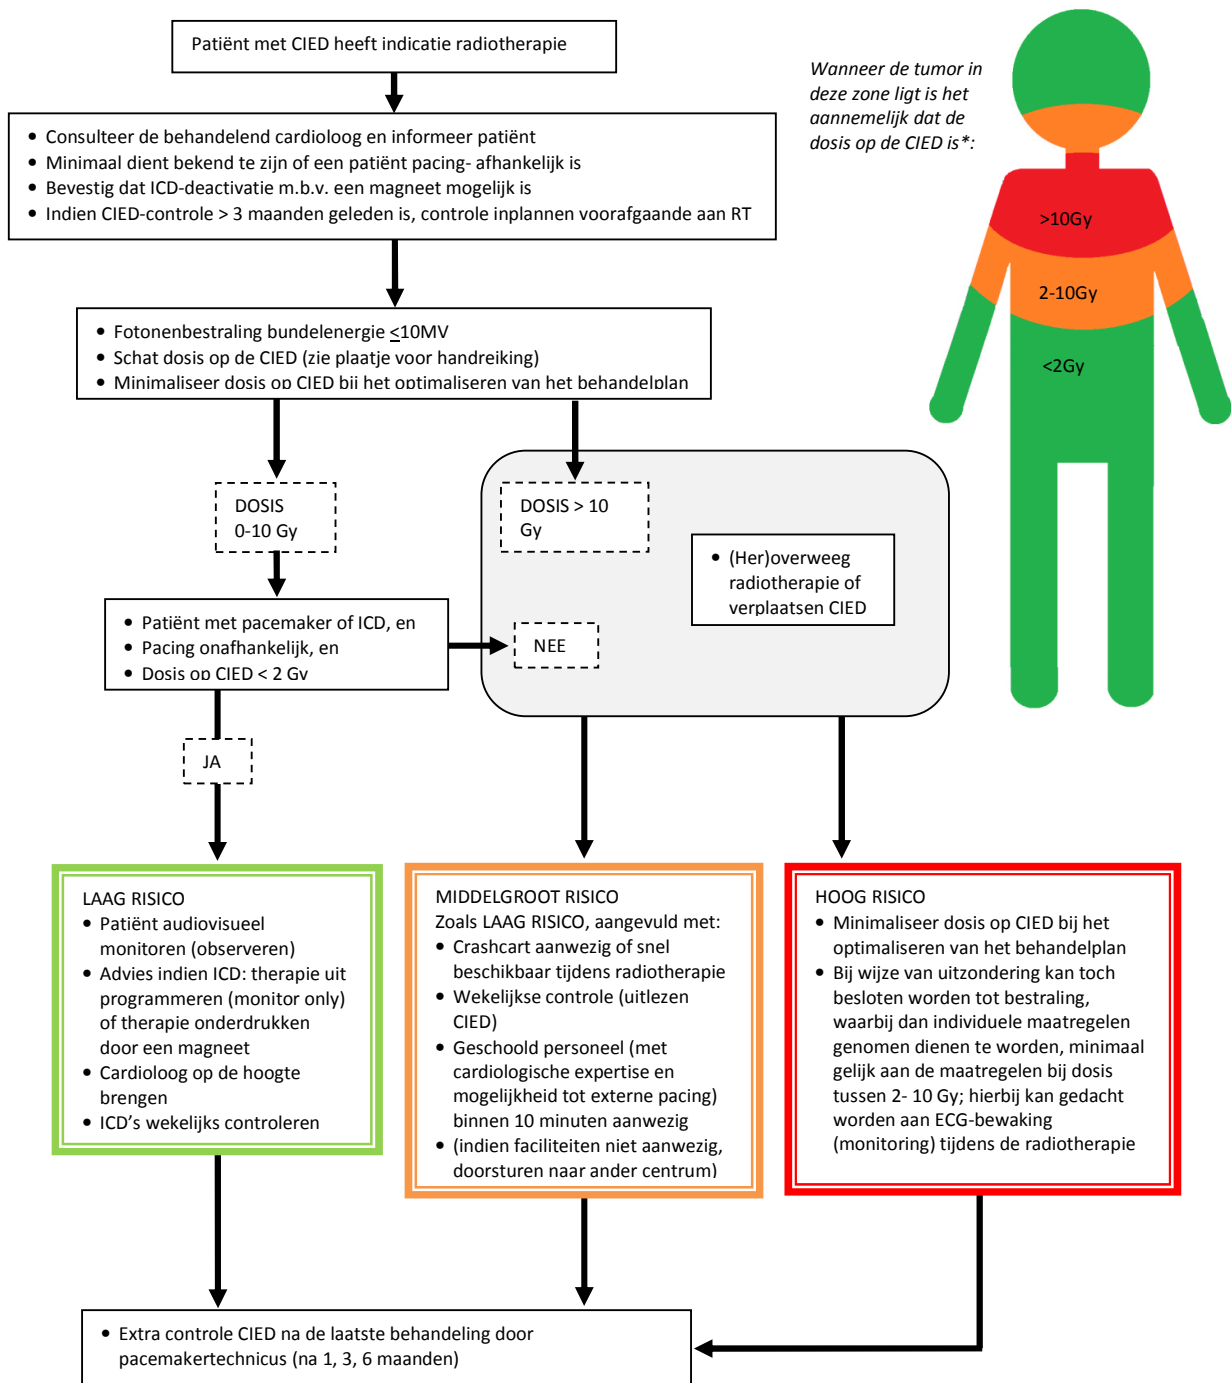 Patiënt met CIED heeft indicatie radiotherapie
Wanneer de tumor in
deze zone ligt is het
aannemelijk dat de
dosis op de CIED is*:
• Consulteer de behandelend cardioloog en informeer patiënt
• Minimaal dient bekend te zijn of een patiënt pacing- afhankelijk is
• Bevestig dat ICD-deactivatie m.b.v. een magneet mogelijk is
• Indien CIED-controle > 3 maanden geleden is, controle inplannen voorafgaande aan RT
>10Gy
2-10Gy
<2Gy
• Fotonenbestraling bundelenergie <10MV
• Schat dosis op de CIED (zie plaatje voor handreiking)
• Minimaliseer dosis op CIED bij het optimaliseren van het behandelplan
DOSIS
0-10 Gy
DOSIS > 10
Gy
• (Her)overweeg
radiotherapie of
verplaatsen CIED
• Patiënt met pacemaker of ICD, en
• Pacing onafhankelijk, en
• Dosis op CIED < 2 Gy
NEE
JA
LAAG RISICO
• Patiënt audiovisueel
monitoren (observeren)
• Advies indien ICD: therapie uit
programmeren (monitor only)
of therapie onderdrukken
door een magneet
• Cardioloog op de hoogte
brengen
• ICD’s wekelijks controleren
MIDDELGROOT RISICO
Zoals LAAG RISICO, aangevuld met:
• Crashcart aanwezig of snel
beschikbaar tijdens radiotherapie
• Wekelijkse controle (uitlezen
CIED)
• Geschoold personeel (met
cardiologische expertise en
mogelijkheid tot externe pacing)
binnen 10 minuten aanwezig
• (indien faciliteiten niet aanwezig,
doorsturen naar ander centrum)
HOOG RISICO
• Minimaliseer dosis op CIED bij het
optimaliseren van het behandelplan
• Bij wijze van uitzondering kan toch
besloten worden tot bestraling,
waarbij dan individuele maatregelen
genomen dienen te worden, minimaal
gelijk aan de maatregelen bij dosis
tussen 2- 10 Gy; hierbij kan gedacht
worden aan ECG-bewaking
(monitoring) tijdens de radiotherapie
• Extra controle CIED na de laatste behandeling door
pacemakertechnicus (na 1, 3, 6 maanden)